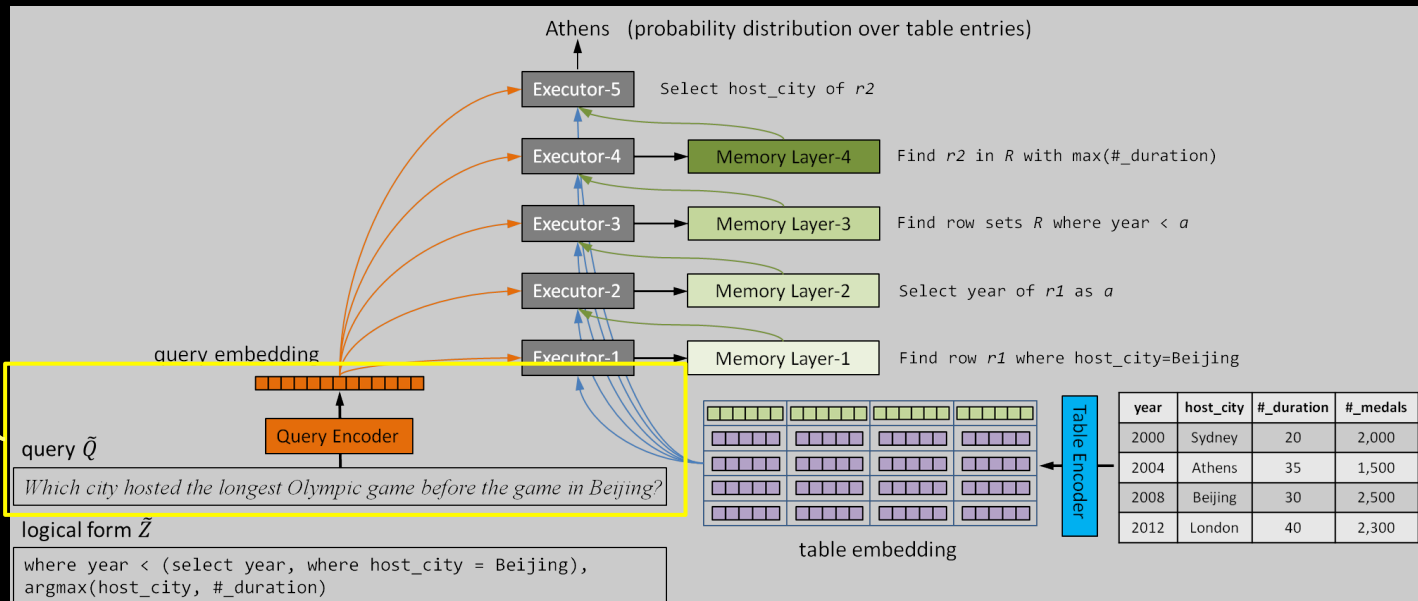 Athens (probability distribution over table entries)
Executor-5 Select host_city of r2
Executor-4 Memory Layer-4 Find r2 in R with max(#_duration)
Executor-3 Memory Layer-3 Find row sets R where year < a
Executor-2 Memory Layer-2 Select year of r1 as a
query embedding Executor-1 Memory Layer-1 Find row r1 where host_city=Beijing
Query Encoder
query Q̃
Which city hosted the longest Olympic game before the game in Beijing?
logical form Z̃
where year < (select year, where host_city = Beijing),
argmax(host_city, #_duration)
table embedding
Table Encoder
year host_city #_duration #_medals
2000 Sydney 20 2,000
2004 Athens 35 1,500
2008 Beijing 30 2,500
2012 London 40 2,300